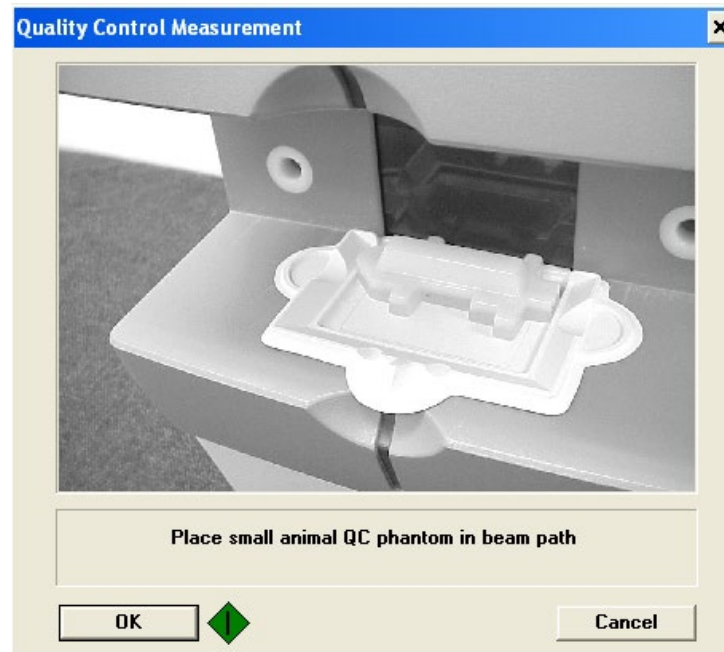 Quality Control Measurement
Place small animal QC phantom in beam path
OK
Cancel